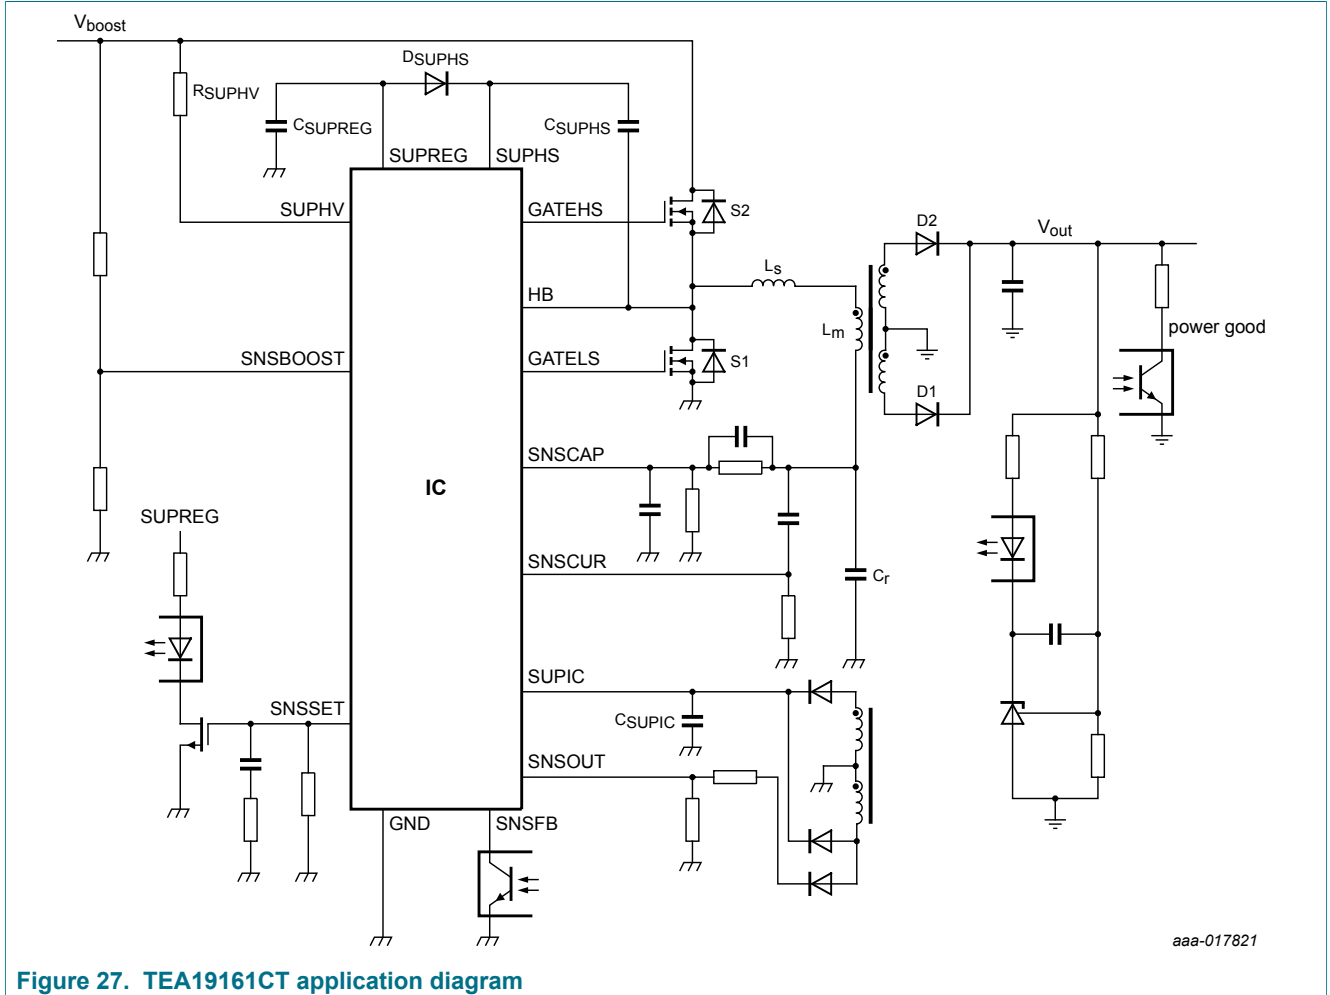 Vboost
DSUPHS
RSUPHV
CSUPREG
CSUPHS
SUPREG
SUPHS
SUPHV
GATEHS
S2
D2
Vout
Ls
HB
Lm
power good
SNSBOOST
GATELS
S1
D1
SNSCAP
IC
SUPREG
SNSCUR
Cr
SUPIC
SNSSET
CSUPIC
SNSOUT
GND
SNSFB
aaa-017821
Figure 27. TEA19161CT application diagram